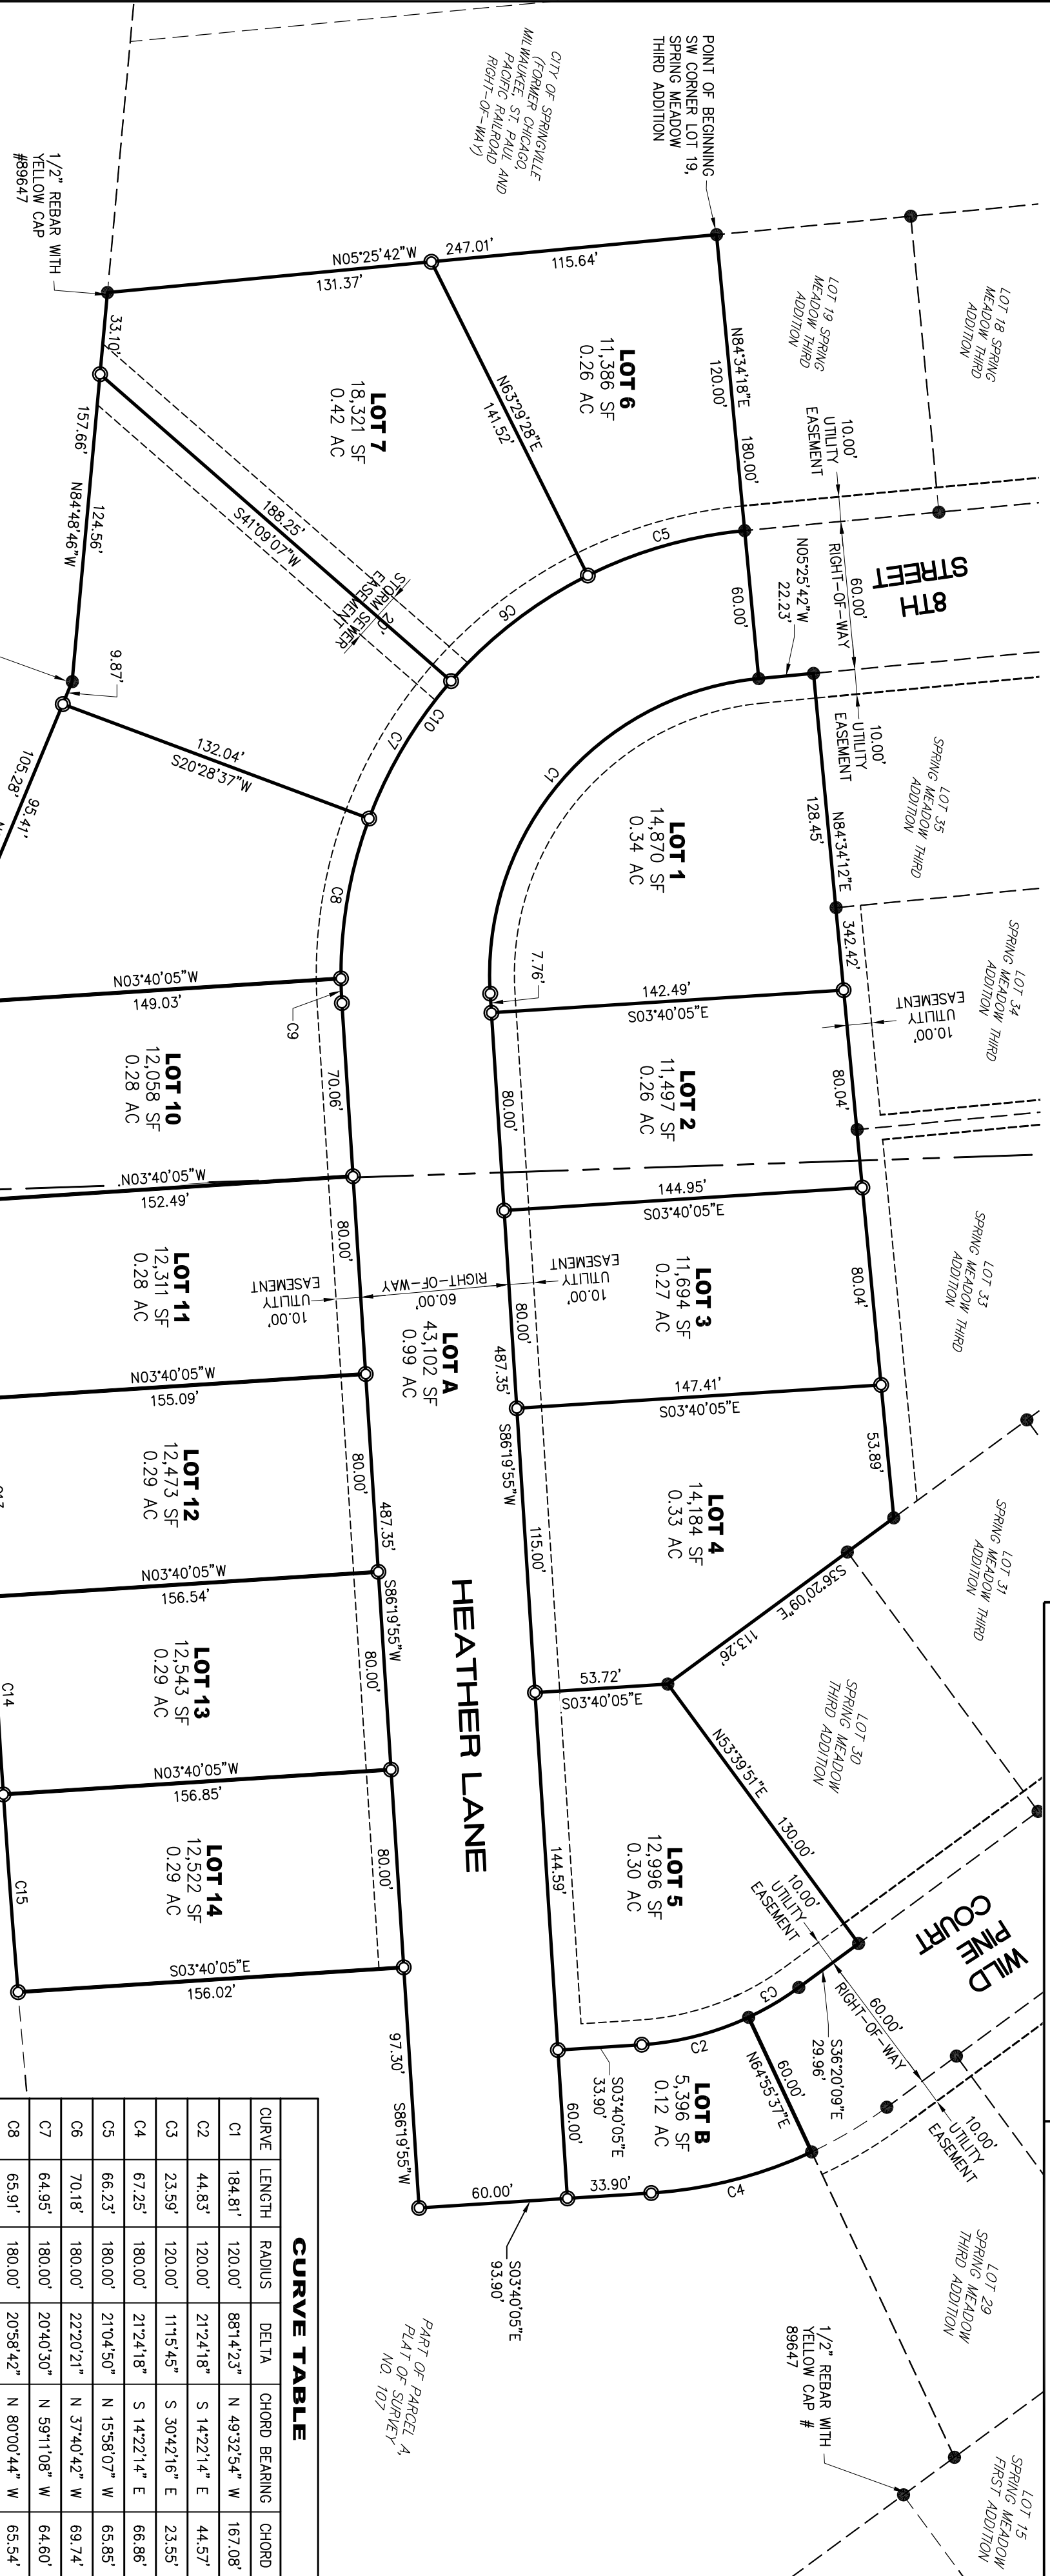 POINT OF BEGINNING
SW CORNER LOT 19,
SPRING MEADOW
THIRD ADDITION
CITY OF SPRINGVILLE
(FORMER CHICAGO,
MILWAUKEE, ST. PAUL AND
PACIFIC RAILROAD
RIGHT-OF-WAY)
1/2" REBAR WITH
YELLOW CAP
#89647
LOT 18 SPRING
MEADOW THIRD
ADDITION
LOT 19 SPRING
MEADOW THIRD
ADDITION
N84°34'18"E
120.00'
180.00'
60.00'
10.00'
UTILITY
EASEMENT
60.00'
RIGHT-OF-WAY
10.00'
UTILITY
EASEMENT
8TH
STREET
N05°25'42"W
22.23'
N05°25'42"W
247.01'
115.64'
131.37'
LOT 6
11,386 SF
0.26 AC
N63°29'28"E
141.52'
LOT 7
18,321 SF
0.42 AC
33.10'
157.66'
N84°48'46"W
124.56'
188.25'
S41°09'07"W
20'
STORM SEWER
EASEMENT
9.87'
105.28'
95.41'
132.04'
S20°28'37"W
C5
C6
C10
C7
C8
C9
C1
LOT 35
SPRING MEADOW THIRD
ADDITION
LOT 34
SPRING MEADOW THIRD
ADDITION
LOT 33
SPRING MEADOW THIRD
ADDITION
LOT 31
SPRING MEADOW THIRD
ADDITION
LOT 30
SPRING MEADOW
THIRD ADDITION
N84°34'12"E
128.45'
342.42'
80.04'
80.04'
53.89'
10.00'
UTILITY
EASEMENT
LOT 1
14,870 SF
0.34 AC
7.76'
142.49'
S03°40'05"E
LOT 2
11,497 SF
0.26 AC
80.00'
144.95'
S03°40'05"E
LOT 3
11,694 SF
0.27 AC
80.00'
147.41'
S03°40'05"E
LOT 4
14,184 SF
0.33 AC
487.35'
S86°19'55"W
115.00'
S36°20'09"E
113.26'
53.72'
S03°40'05"E
N53°39'51"E
130.00'
LOT 5
12,996 SF
0.30 AC
144.59'
10.00'
UTILITY
EASEMENT
60.00'
RIGHT-OF-WAY
10.00'
UTILITY
EASEMENT
WILD
PINE
COURT
S36°20'09"E
29.96'
C3
C2
N64°55'37"E
60.00'
LOT B
5,396 SF
0.12 AC
S03°40'05"E
33.90'
60.00'
33.90'
C4
60.00'
S03°40'05"E
93.90'
10.00'
UTILITY
EASEMENT
60.00'
RIGHT-OF-WAY
10.00'
UTILITY
EASEMENT
LOT A
43,102 SF
0.99 AC
HEATHER LANE
N03°40'05"W
149.03'
LOT 10
12,058 SF
0.28 AC
70.06'
N03°40'05"W
152.49'
LOT 11
12,311 SF
0.28 AC
80.00'
N03°40'05"W
155.09'
LOT 12
12,473 SF
0.29 AC
80.00'
487.35'
S86°19'55"W
N03°40'05"W
156.54'
LOT 13
12,543 SF
0.29 AC
80.00'
N03°40'05"W
156.85'
LOT 14
12,522 SF
0.29 AC
80.00'
S03°40'05"E
156.02'
97.30'
S86°19'55"W
C14
C15
LOT 29
SPRING MEADOW
THIRD ADDITION
LOT 15
SPRING MEADOW
FIRST ADDITION
1/2" REBAR WITH
YELLOW CAP #
89647
PART OF PARCEL A,
PLAT OF SURVEY
NO. 107
CURVE TABLE
CURVE LENGTH RADIUS DELTA CHORD BEARING CHORD
C1 184.81' 120.00' 88°14'23" N 49°32'54" W 167.08'
C2 44.83' 120.00' 21°24'18" S 14°22'14" E 44.57'
C3 23.59' 120.00' 11°15'45" S 30°42'16" E 23.55'
C4 67.25' 180.00' 21°24'18" S 14°22'14" E 66.86'
C5 66.23' 180.00' 21°04'50" N 15°58'07" W 65.85'
C6 70.18' 180.00' 22°20'21" N 37°40'42" W 69.74'
C7 64.95' 180.00' 20°40'30" N 59°11'08" W 64.60'
C8 65.91' 180.00' 20°58'42" N 80°00'44" W 65.54'